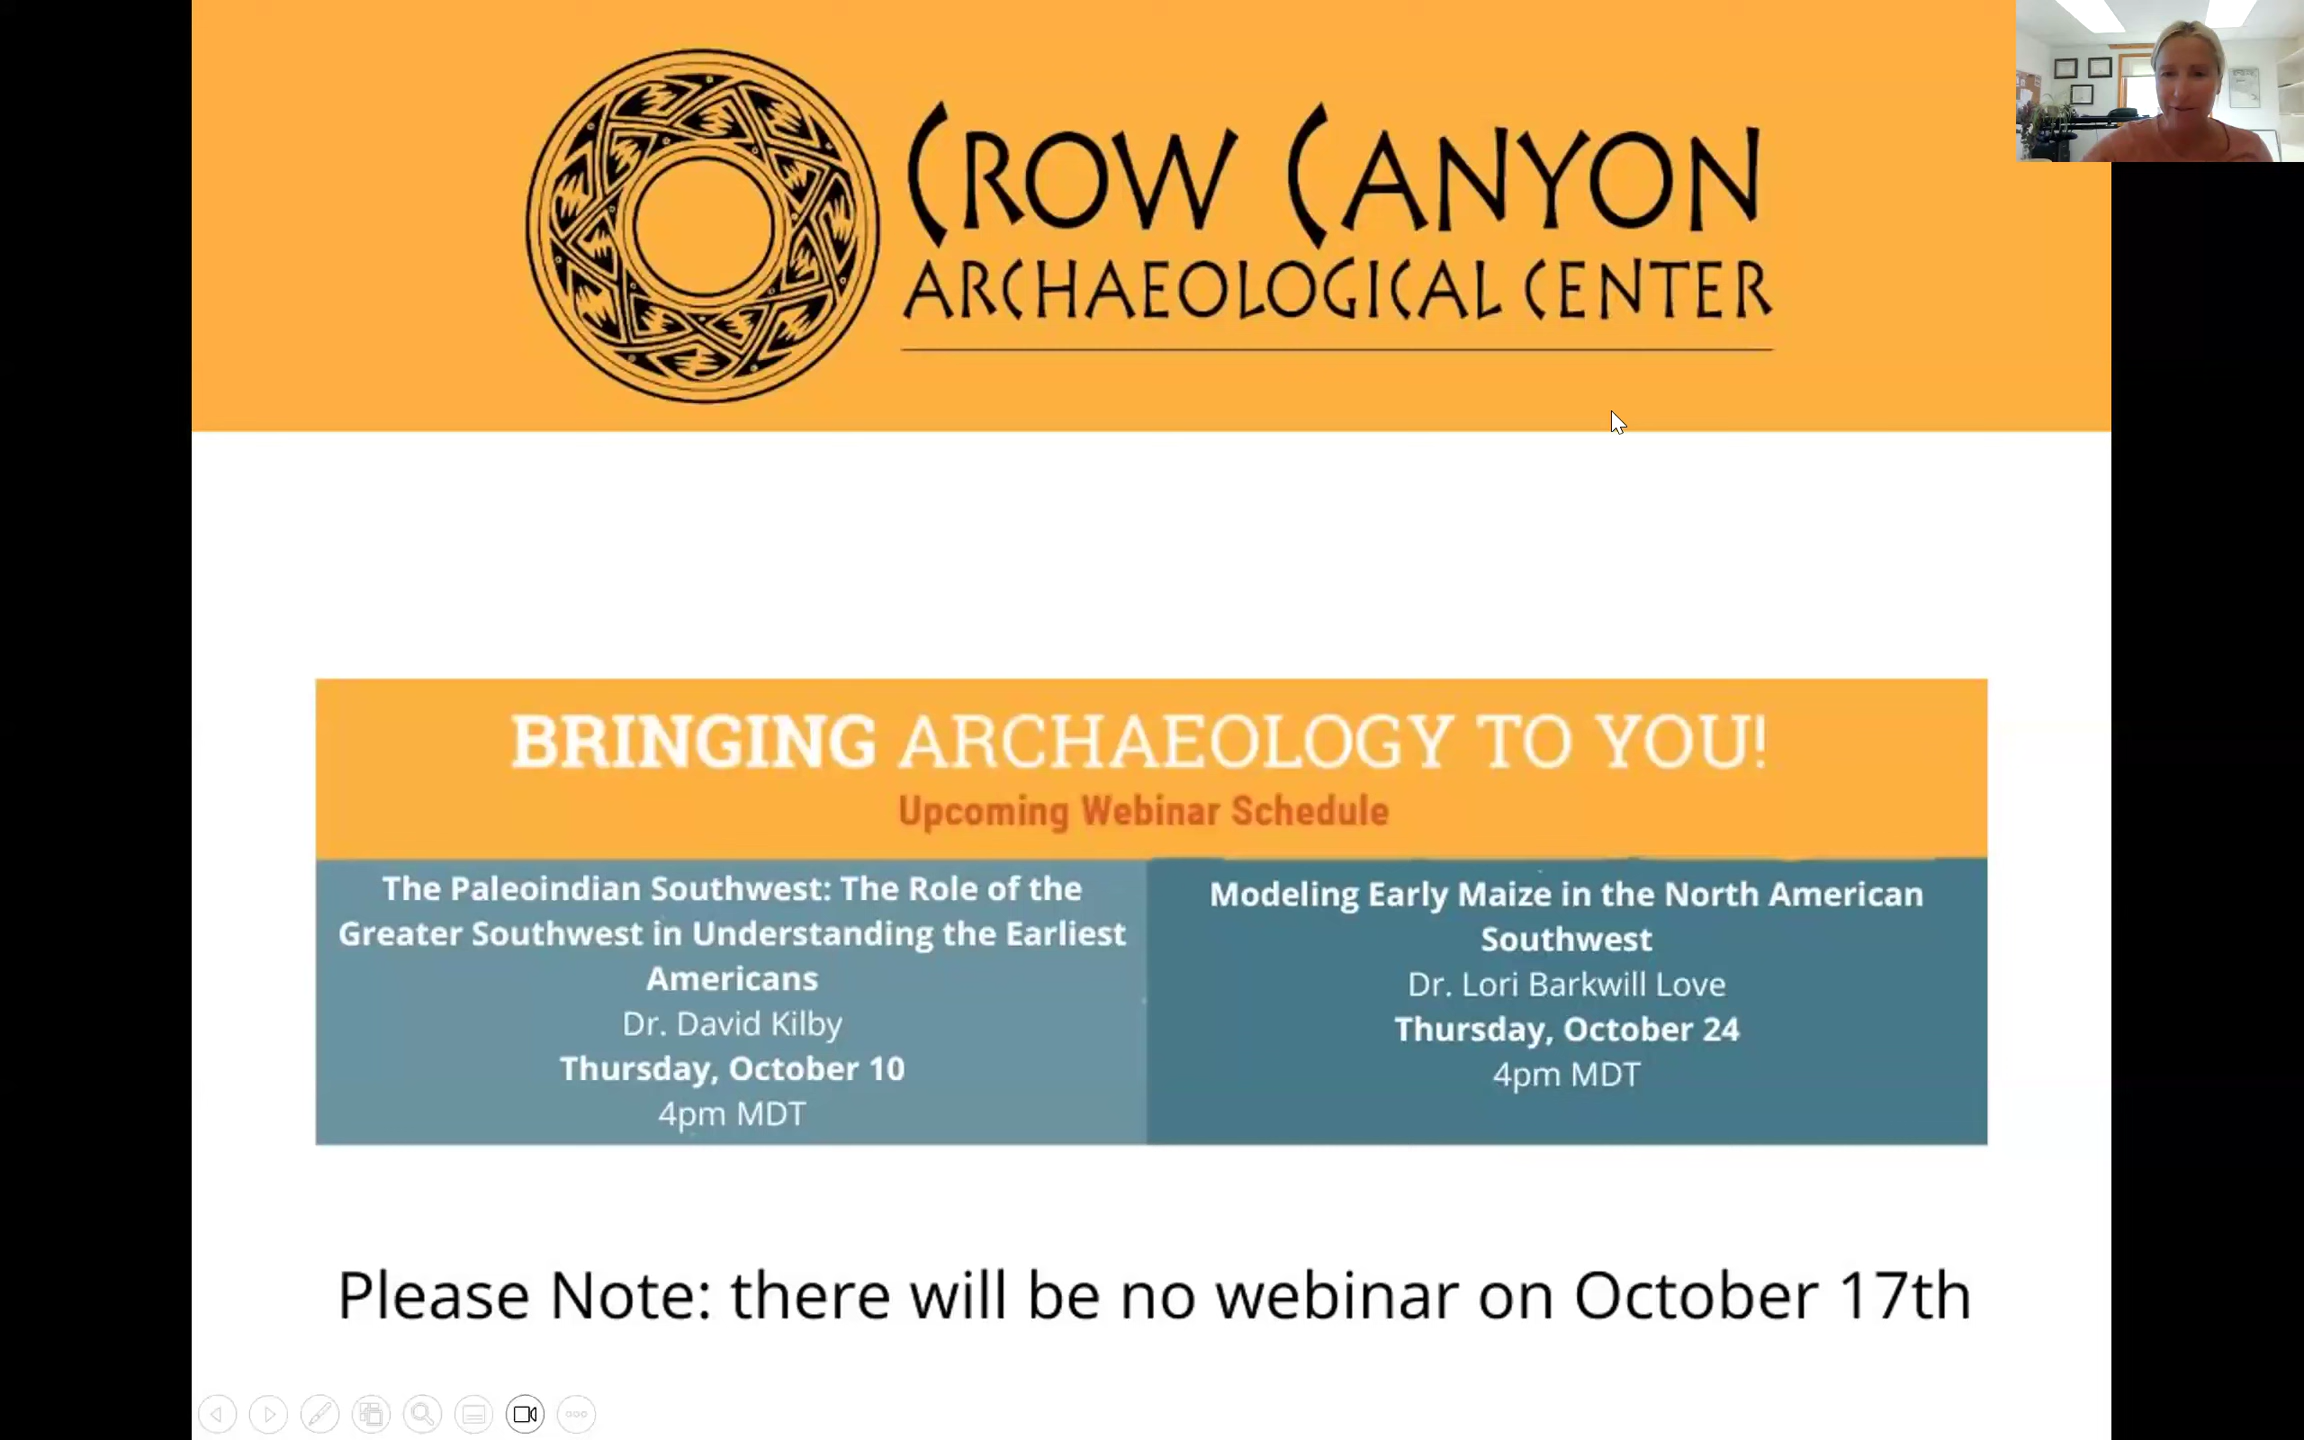 CROW CANYON
ARCHAEOLOGICAL CENTER
BRINGING ARCHAEOLOGY TO YOU!
Upcoming Webinar Schedule
The Paleoindian Southwest: The Role of the
Greater Southwest in Understanding the Earliest
Americans
Dr. David Kilby
Thursday, October 10
4pm MDT
Modeling Early Maize in the North American
Southwest
Dr. Lori Barkwill Love
Thursday, October 24
4pm MDT
Please Note: there will be no webinar on October 17th